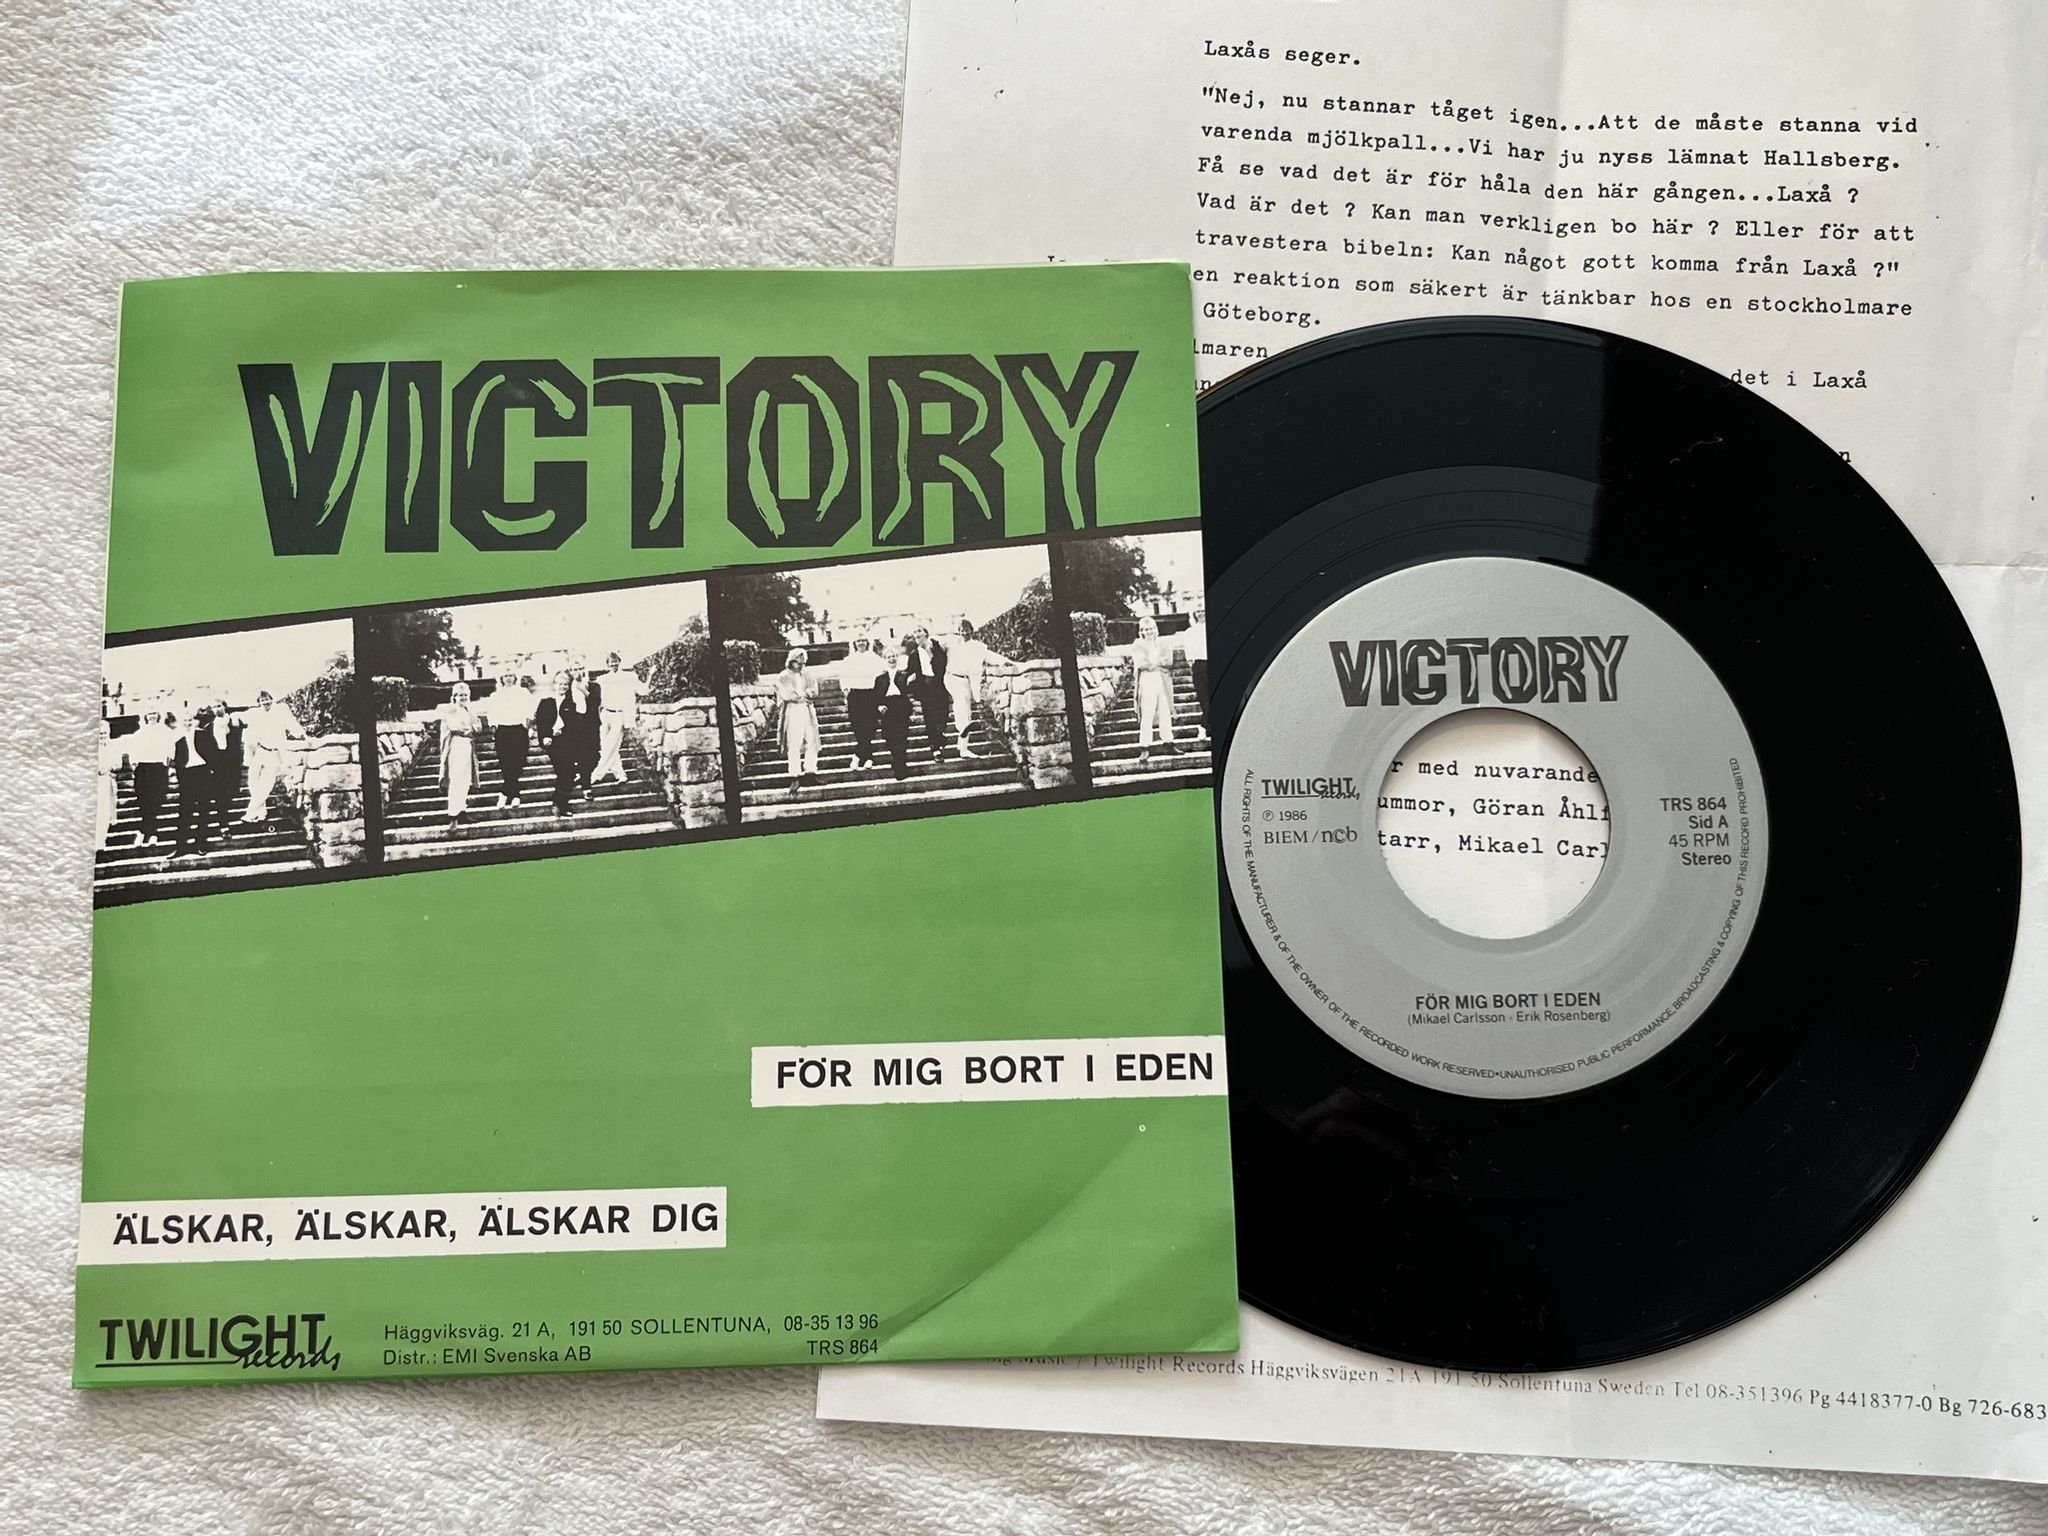 Laxås seger.
"Nej, nu stannar tåget igen...Att de måste stanna vid
varenda mjölkpall...Vi har ju nyss lämnat Hallsberg.
Få se vad det är för håla den här gången...Laxå ?
Vad är det ? Kan man verkligen bo här ? Eller för att
travestera bibeln: Kan något gott komma från Laxå ?"
en reaktion som säkert är tänkbar hos en stockholmare
Göteborg.
lmaren
det i Laxå
VICTORY
FÖR MIG BORT I EDEN
ÄLSKAR, ÄLSKAR, ÄLSKAR DIG
TWILIGHT records
Häggviksväg. 21 A, 191 50 SOLLENTUNA, 08-35 13 96
Distr.: EMI Svenska AB TRS 864
VICTORY
TWILIGHT records
℗ 1986
BIEM/ncb
r med nuvarande
ummor, Göran Åhlf
tarr, Mikael Carl
TRS 864
Sid A
45 RPM
Stereo
FÖR MIG BORT I EDEN
(Mikael Carlsson - Erik Rosenberg)
ALL RIGHTS OF THE MANUFACTURER & OF THE OWNER OF THE RECORDED WORK RESERVED•UNAUTHORISED PUBLIC PERFORMANCE, BROADCASTING & COPYING OF THIS RECORD PROHIBITED
Music / Twilight Records Häggviksvägen 21A 191 50 Sollentuna Sweden Tel 08-351396 Pg 4418377-0 Bg 726-683